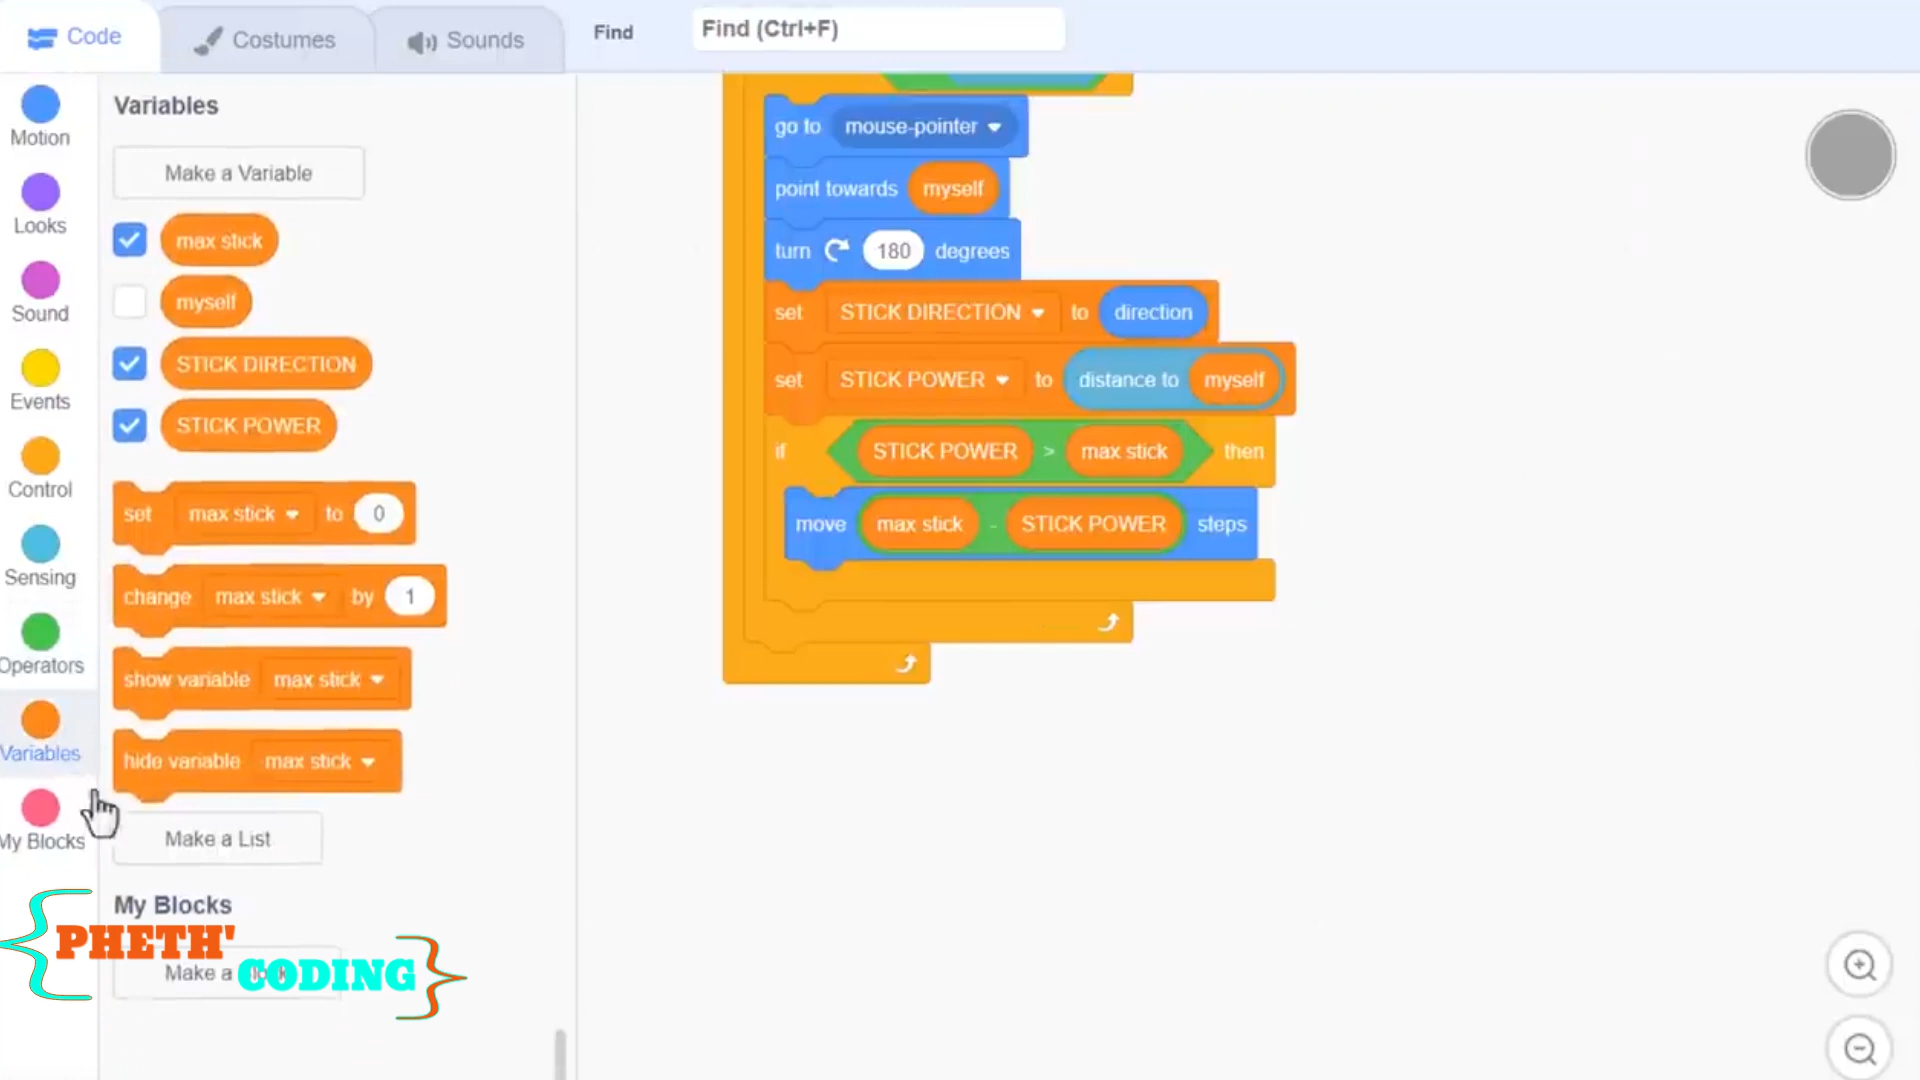 Code
Costumes
Sounds
Find
Find (Ctrl+F)
Motion
Looks
Sound
Events
Control
Sensing
Operators
Variables
My Blocks
Variables
Make a Variable
max stick
myself
STICK DIRECTION
STICK POWER
set max stick to 0
change max stick by 1
show variable max stick
hide variable max stick
Make a List
My Blocks
Make a
PHETH'
CODING
go to mouse-pointer
point towards myself
turn 180 degrees
set STICK DIRECTION to direction
set STICK POWER to distance to myself
if STICK POWER > max stick then
move max stick - STICK POWER steps